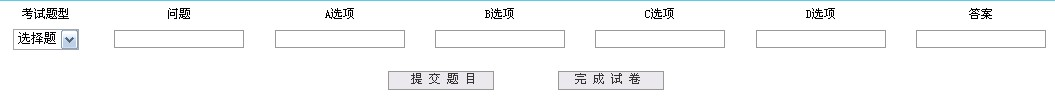 考试题型 问题 A选项 B选项 C选项 D选项 答案
选择题
提 交 题 目 完 成 试 卷